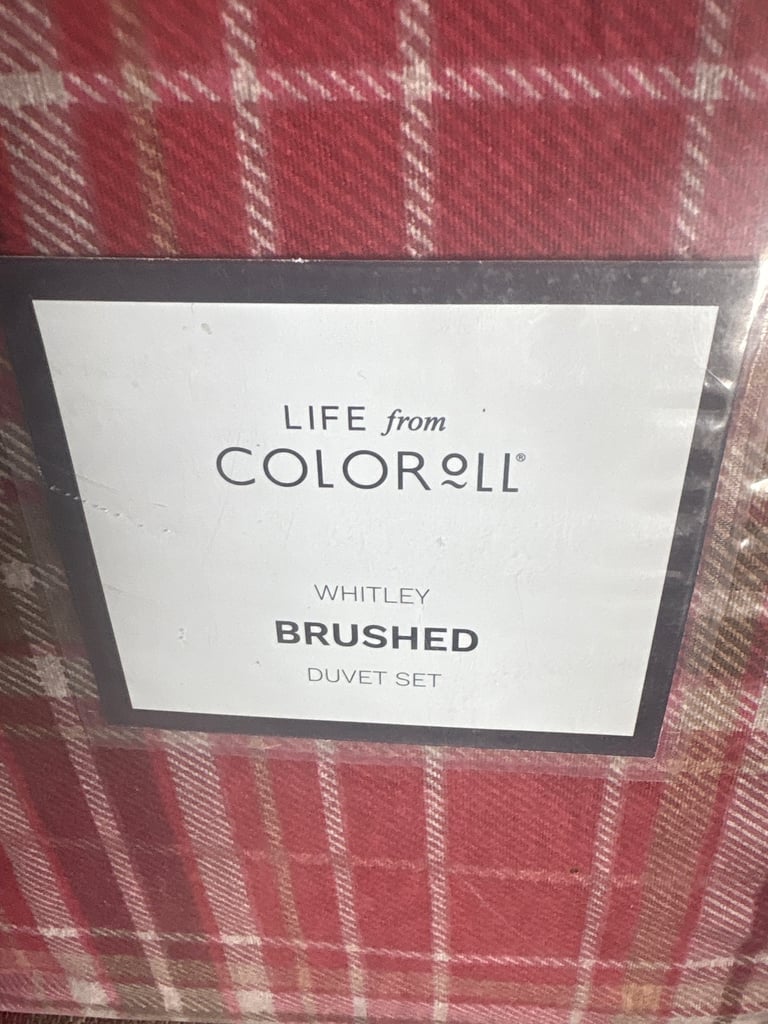 LIFE from
COLOROLL®
WHITLEY
BRUSHED
DUVET SET